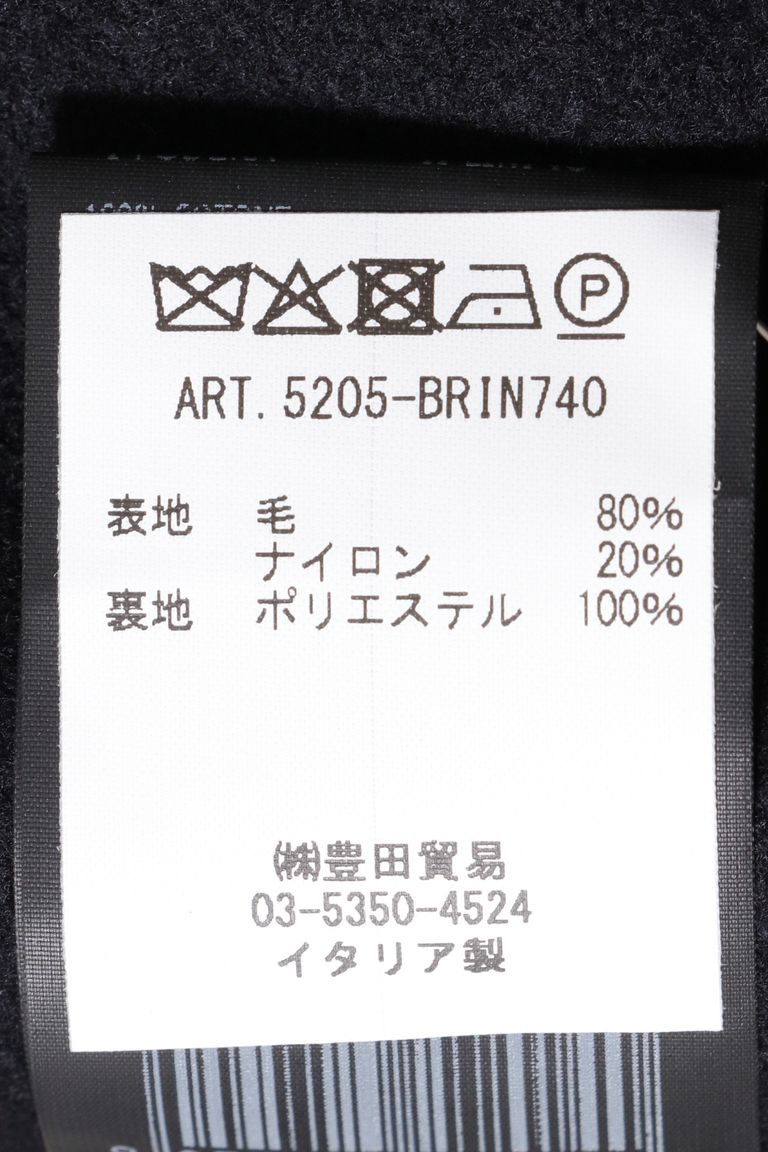 P
ART. 5205-BRIN740
表地 毛 80%
ナイロン 20%
裏地 ポリエステル 100%
㈱豊田貿易
03-5350-4524
イタリア製